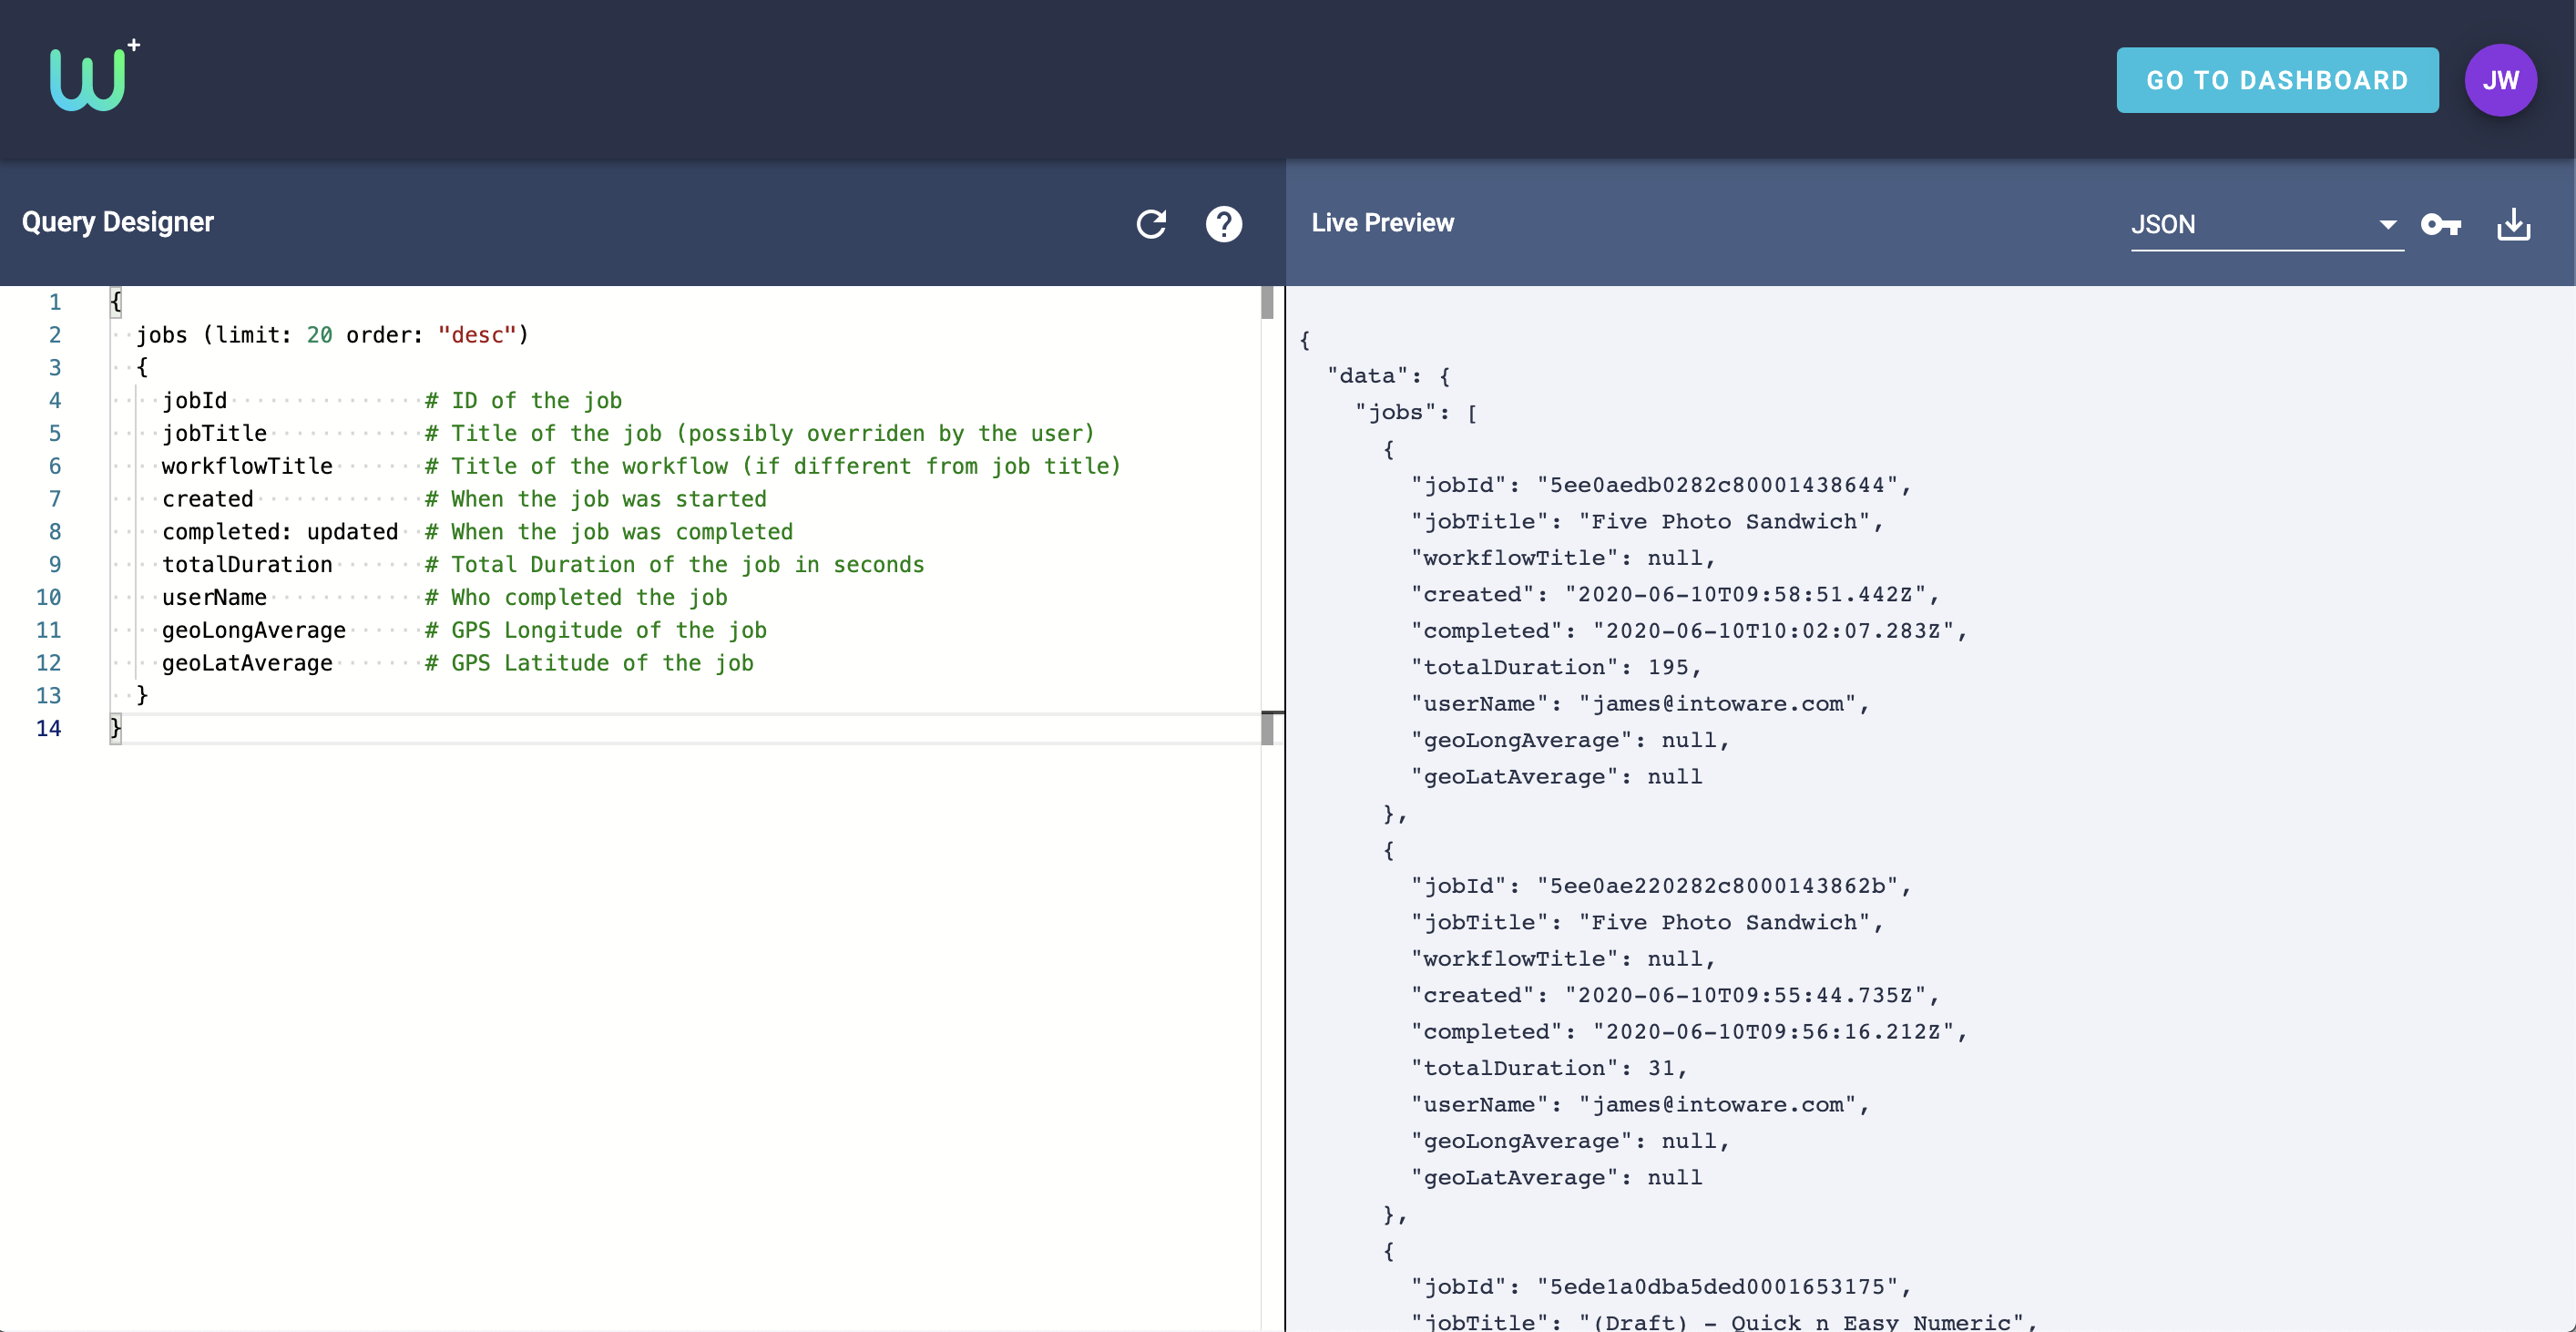 W+
GO TO DASHBOARD
JW
Query Designer
Live Preview
JSON
1 {
2 jobs (limit: 20 order: "desc")
3 {
4 jobId # ID of the job
5 jobTitle # Title of the job (possibly overriden by the user)
6 workflowTitle # Title of the workflow (if different from job title)
7 created # When the job was started
8 completed: updated # When the job was completed
9 totalDuration # Total Duration of the job in seconds
10 userName # Who completed the job
11 geoLongAverage # GPS Longitude of the job
12 geoLatAverage # GPS Latitude of the job
13 }
14 }
{
"data": {
"jobs": [
{
"jobId": "5ee0aedb0282c80001438644",
"jobTitle": "Five Photo Sandwich",
"workflowTitle": null,
"created": "2020-06-10T09:58:51.442Z",
"completed": "2020-06-10T10:02:07.283Z",
"totalDuration": 195,
"userName": "james@intoware.com",
"geoLongAverage": null,
"geoLatAverage": null
},
{
"jobId": "5ee0ae220282c8000143862b",
"jobTitle": "Five Photo Sandwich",
"workflowTitle": null,
"created": "2020-06-10T09:55:44.735Z",
"completed": "2020-06-10T09:56:16.212Z",
"totalDuration": 31,
"userName": "james@intoware.com",
"geoLongAverage": null,
"geoLatAverage": null
},
{
"jobId": "5ede1a0dba5ded0001653175",
"jobTitle": "(Draft) - Quick n Easy Numeric",